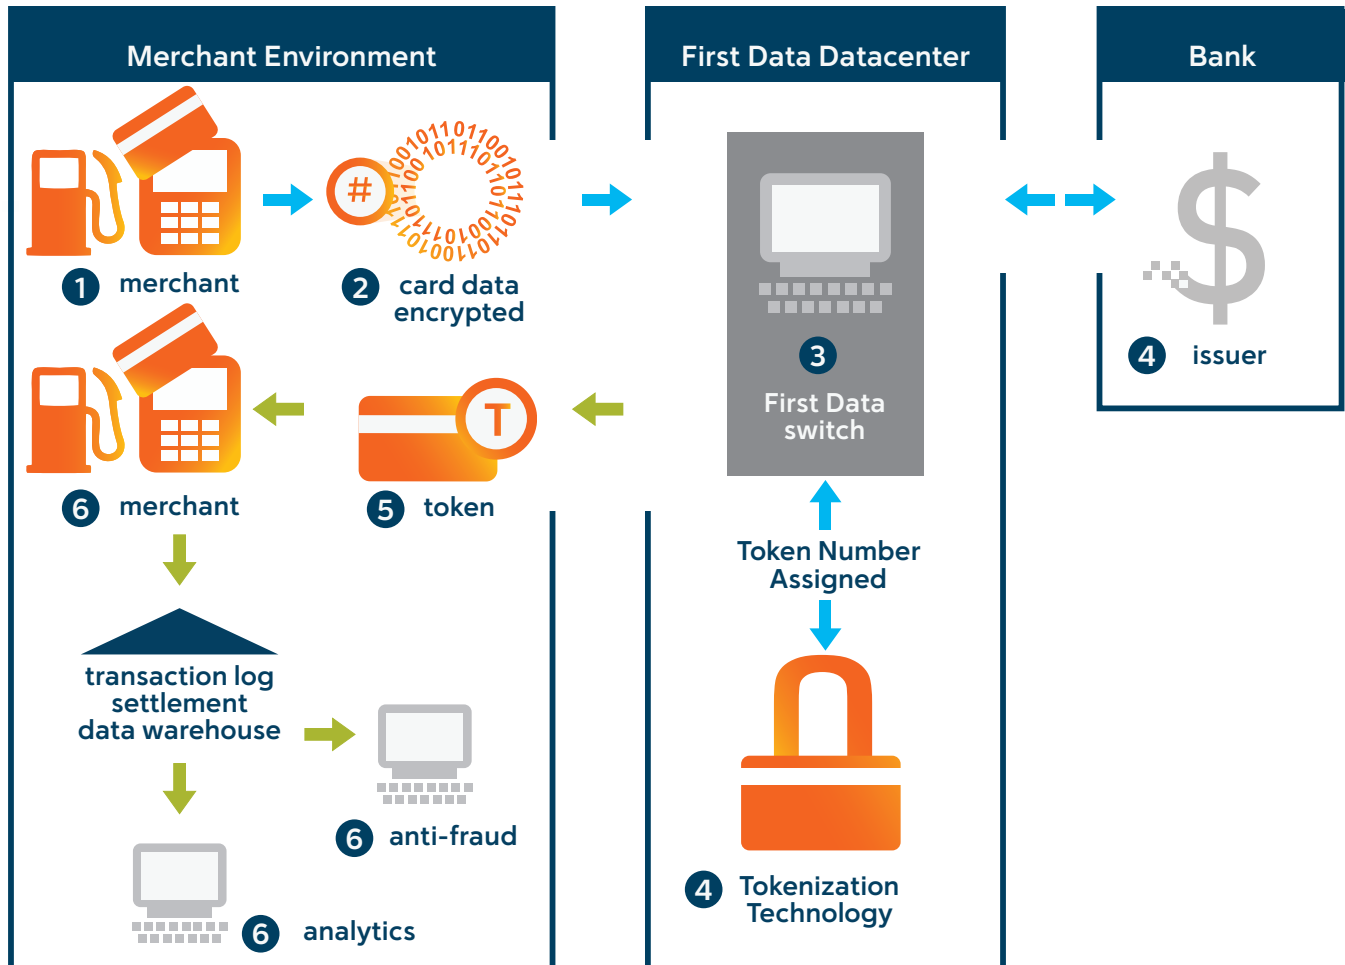 Merchant Environment
First Data Datacenter
Bank
#
1 merchant
2 card data
encrypted
3
First Data
switch
4 issuer
T
6 merchant
5 token
Token Number
Assigned
transaction log
settlement
data warehouse
6 anti-fraud
4 Tokenization
Technology
6 analytics